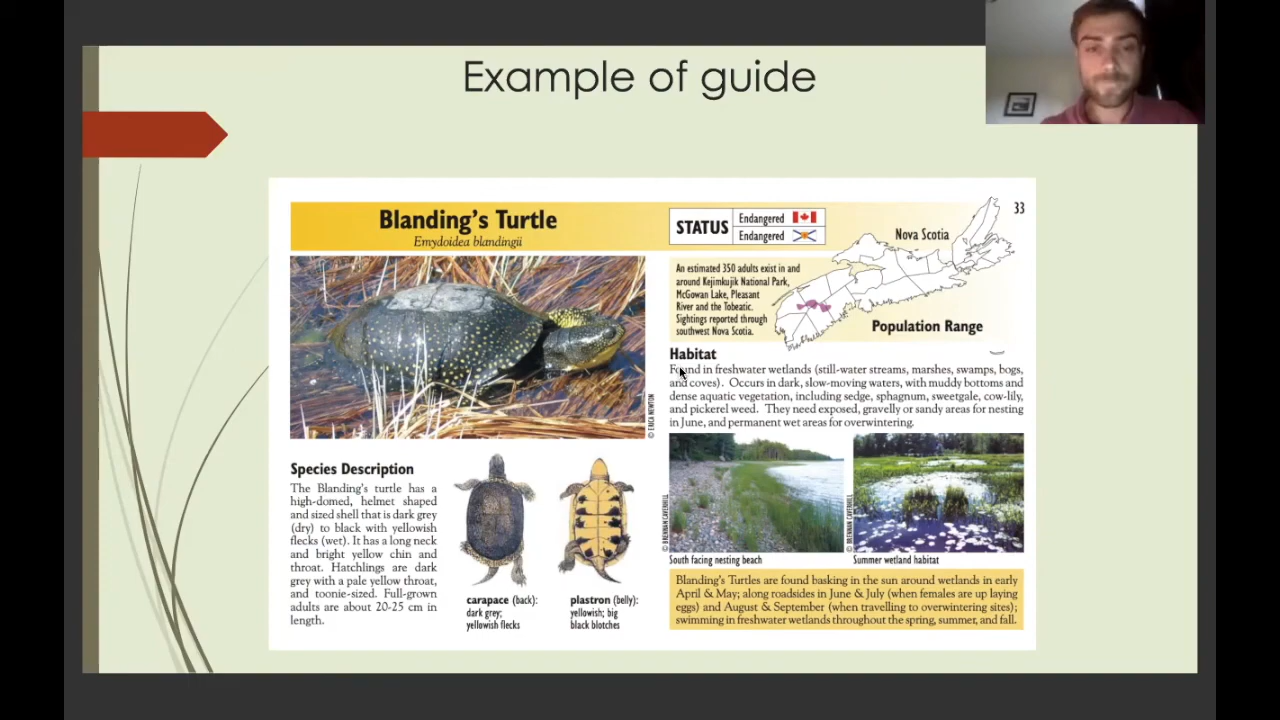 Example of guide
Blanding's Turtle
Emydoidea blandingii
© ERICA NEWTON
Species Description
The Blanding's turtle has a
high-domed, helmet shaped
and sized shell that is dark grey
(dry) to black with yellowish
flecks (wet). It has a long neck
and bright yellow chin and
throat. Hatchlings are dark
grey with a pale yellow throat,
and toonie-sized. Full-grown
adults are about 20-25 cm in
length.
carapace (back):
dark grey;
yellowish flecks
plastron (belly):
yellowish; big
black blotches
33
STATUS
Endangered
Endangered
Nova Scotia
An estimated 350 adults exist in and
around Kejimkujik National Park,
McGowan Lake, Pleasant
River and the Tobeatic.
Sightings reported through
southwest Nova Scotia.
Population Range
Habitat
Found in freshwater wetlands (still-water streams, marshes, swamps, bogs,
and coves). Occurs in dark, slow-moving waters, with muddy bottoms and
dense aquatic vegetation, including sedge, sphagnum, sweetgale, cow-lily,
and pickerel weed. They need exposed, gravelly or sandy areas for nesting
in June, and permanent wet areas for overwintering.
© BRENNAN CAVERHILL
© BRENNAN CAVERHILL
South facing nesting beach
Summer wetland habitat
Blanding's Turtles are found basking in the sun around wetlands in early
April & May; along roadsides in June & July (when females are up laying
eggs) and August & September (when travelling to overwintering sites);
swimming in freshwater wetlands throughout the spring, summer, and fall.